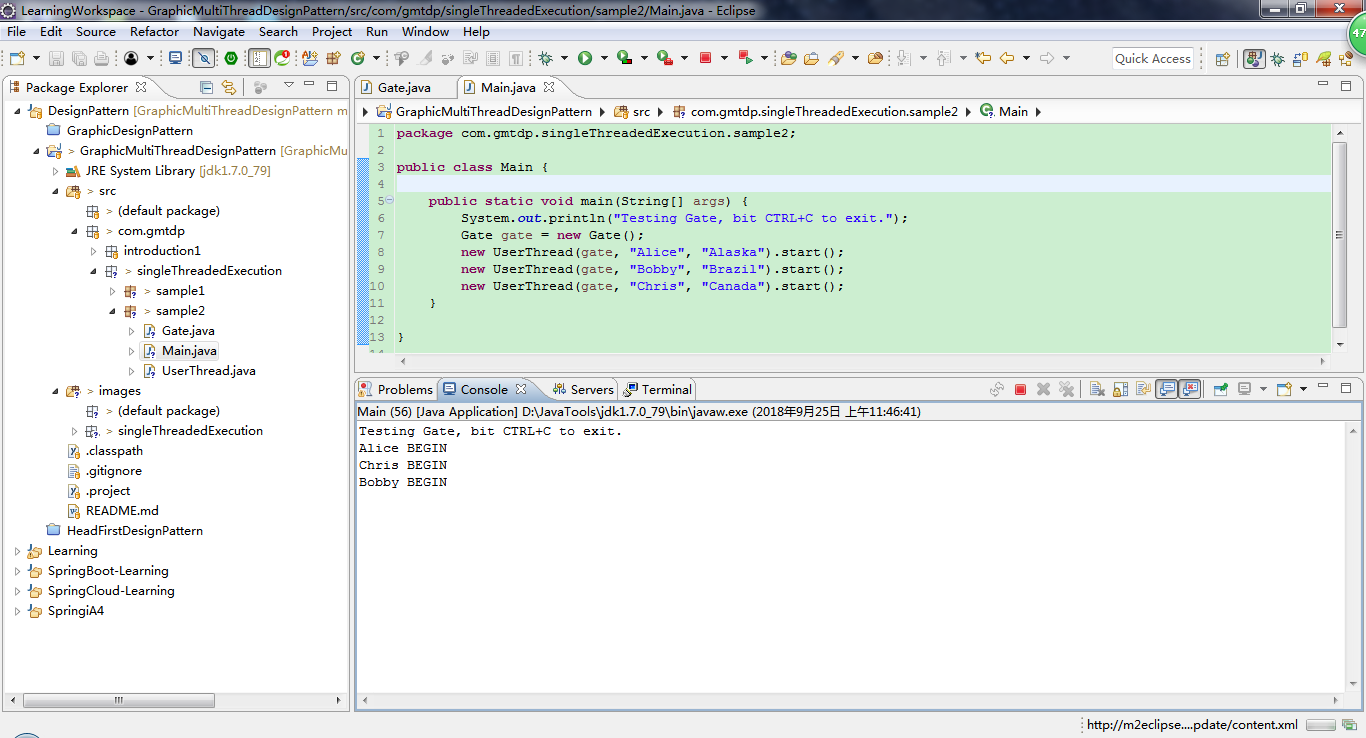 LearningWorkspace - GraphicMultiThreadDesignPattern/src/com/gmtdp/singleThreadedExecution/sample2/Main.java - Eclipse
File Edit Source Refactor Navigate Search Project Run Window Help
47
Quick Access
Package Explorer
DesignPattern [GraphicMultiThreadDesignPattern m
GraphicDesignPattern
> GraphicMultiThreadDesignPattern [GraphicMu
JRE System Library [jdk1.7.0_79]
> src
> (default package)
> com.gmtdp
introduction1
> singleThreadedExecution
> sample1
> sample2
Gate.java
Main.java
UserThread.java
> images
> (default package)
> singleThreadedExecution
.classpath
.gitignore
.project
README.md
HeadFirstDesignPattern
Learning
SpringBoot-Learning
SpringCloud-Learning
SpringiA4
Gate.java Main.java
GraphicMultiThreadDesignPattern src com.gmtdp.singleThreadedExecution.sample2 Main
1 package com.gmtdp.singleThreadedExecution.sample2;
2
3 public class Main {
4
5 public static void main(String[] args) {
6 System.out.println("Testing Gate, bit CTRL+C to exit.");
7 Gate gate = new Gate();
8 new UserThread(gate, "Alice", "Alaska").start();
9 new UserThread(gate, "Bobby", "Brazil").start();
10 new UserThread(gate, "Chris", "Canada").start();
11 }
12
13 }
14
Problems Console Servers Terminal
Main (56) [Java Application] D:\JavaTools\jdk1.7.0_79\bin\javaw.exe (2018年9月25日 上午11:46:41)
Testing Gate, bit CTRL+C to exit.
Alice BEGIN
Chris BEGIN
Bobby BEGIN
http://m2eclipse....pdate/content.xml